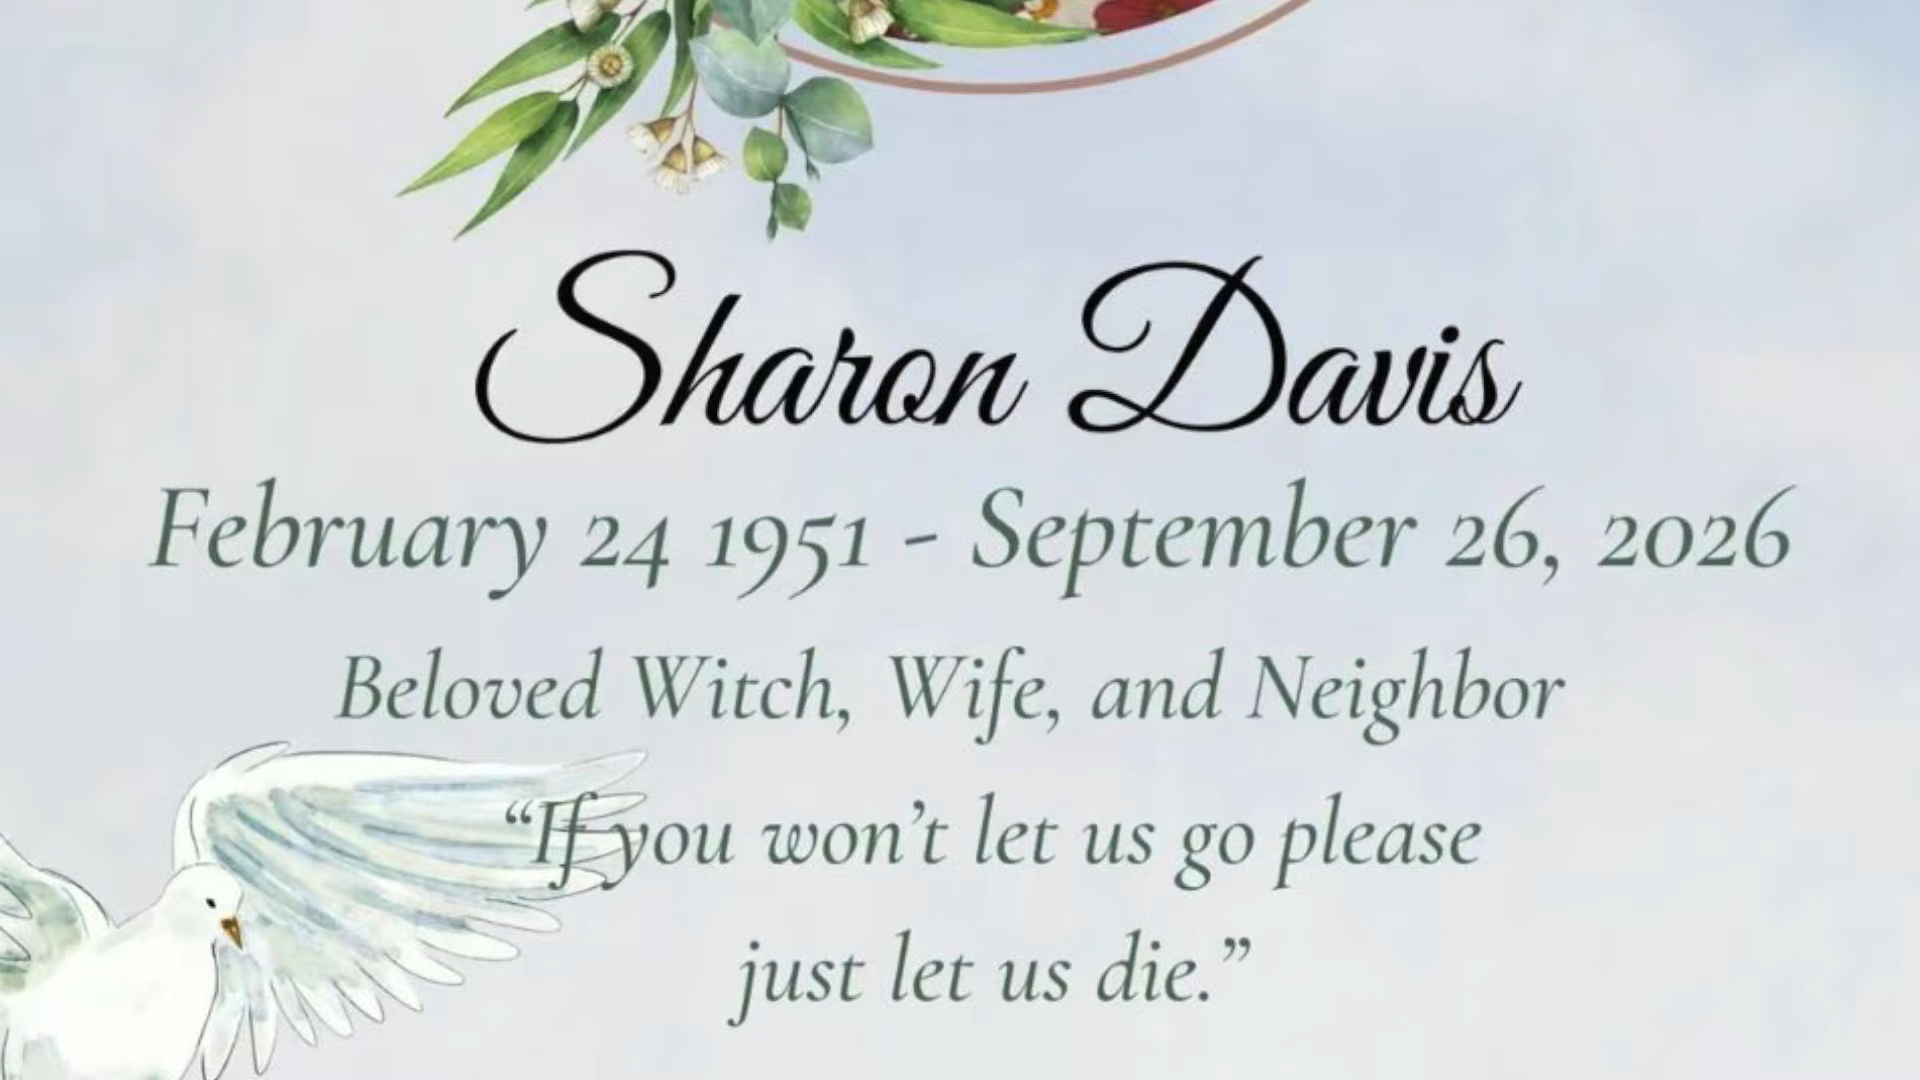 Sharon Davis
February 24 1951 - September 26, 2026
Beloved Witch, Wife, and Neighbor
“If you won’t let us go please
just let us die.”